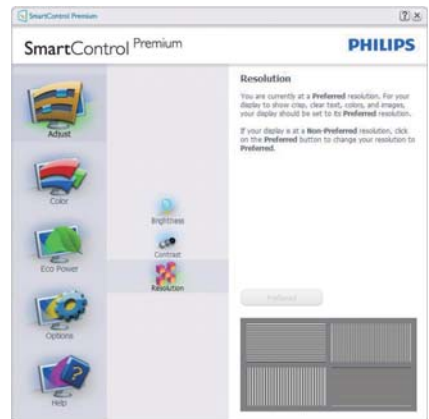 SmartControl Premium
SmartControl Premium
PHILIPS
Adjust
Color
Eco Power
Options
Help
Brightness
Contrast
Resolution
Resolution
You are currently at a Preferred resolution. For your
display to show crisp, clear text, colors, and images,
your display should be set to its Preferred resolution.
If your display is at a Non-Preferred resolution, click
on the Preferred button to change your resolution to
Preferred.
Preferred